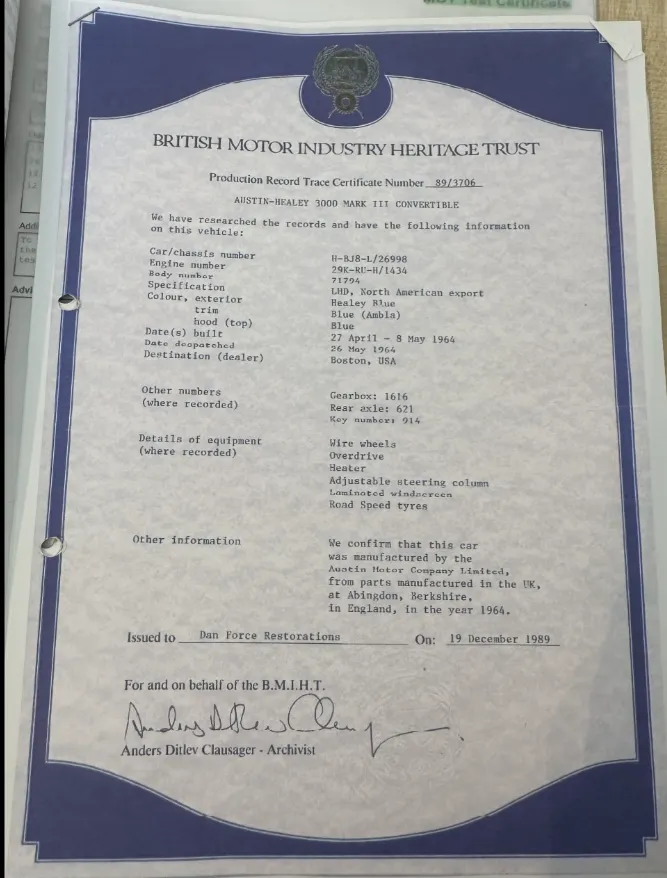 MOT Test Certificate
BRITISH MOTOR INDUSTRY HERITAGE TRUST
Production Record Trace Certificate Number 89/3706
AUSTIN-HEALEY 3000 MARK III CONVERTIBLE
We have researched the records and have the following information
on this vehicle:
Car/chassis number H-BJ8-L/26998
Engine number 29K-RU-H/1434
Body number 71794
Specification LHD, North American export
Colour, exterior Healey Blue
trim Blue (Ambla)
hood (top) Blue
Date(s) built 27 April - 8 May 1964
Date despatched 26 May 1964
Destination (dealer) Boston, USA
Other numbers Gearbox: 1616
(where recorded) Rear axle: 621
Key number: 914
Details of equipment Wire wheels
(where recorded) Overdrive
Heater
Adjustable steering column
Laminated windscreen
Road Speed tyres
Other information We confirm that this car
was manufactured by the
Austin Motor Company Limited,
from parts manufactured in the UK,
at Abingdon, Berkshire,
in England, in the year 1964.
Issued to Dan Force Restorations On: 19 December 1989
For and on behalf of the B.M.I.H.T.
Anders Ditlev Clausager - Archivist